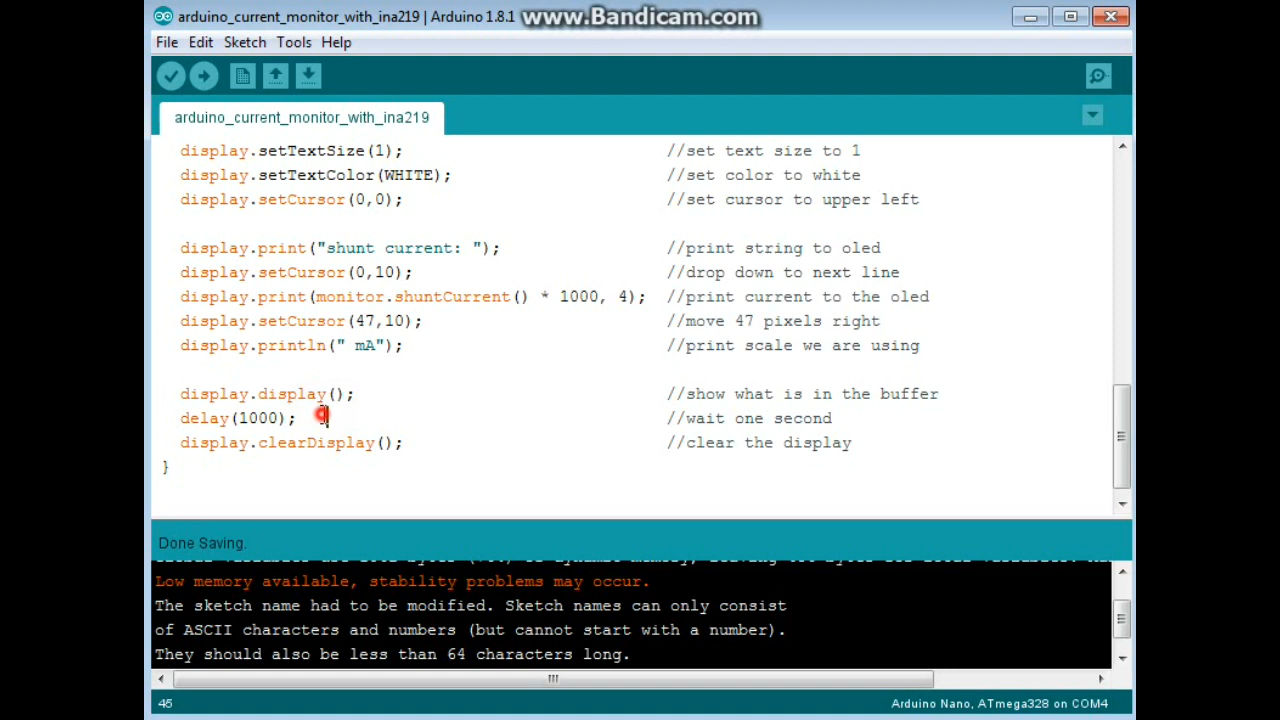 arduino_current_monitor_with_ina219 | Arduino 1.8.1
www.Bandicam.com
File Edit Sketch Tools Help
arduino_current_monitor_with_ina219
display.setTextSize(1); //set text size to 1
display.setTextColor(WHITE); //set color to white
display.setCursor(0,0); //set cursor to upper left
display.print("shunt current: "); //print string to oled
display.setCursor(0,10); //drop down to next line
display.print(monitor.shuntCurrent() * 1000, 4); //print current to the oled
display.setCursor(47,10); //move 47 pixels right
display.println(" mA"); //print scale we are using
display.display(); //show what is in the buffer
delay(1000); //wait one second
display.clearDisplay(); //clear the display
}
Done Saving.
Low memory available, stability problems may occur.
The sketch name had to be modified. Sketch names can only consist
of ASCII characters and numbers (but cannot start with a number).
They should also be less than 64 characters long.
45
Arduino Nano, ATmega328 on COM4